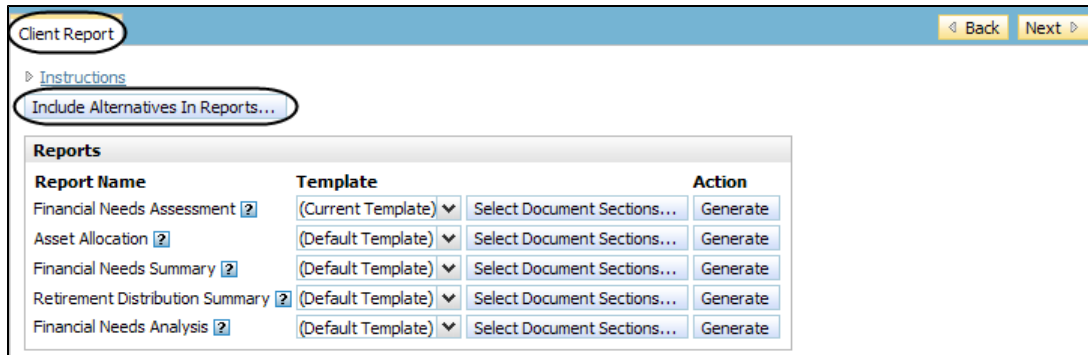 Client Report Back Next
Instructions
Include Alternatives In Reports...
Reports
Report Name Template Action
Financial Needs Assessment ? (Current Template) Select Document Sections... Generate
Asset Allocation ? (Default Template) Select Document Sections... Generate
Financial Needs Summary ? (Default Template) Select Document Sections... Generate
Retirement Distribution Summary ? (Default Template) Select Document Sections... Generate
Financial Needs Analysis ? (Default Template) Select Document Sections... Generate